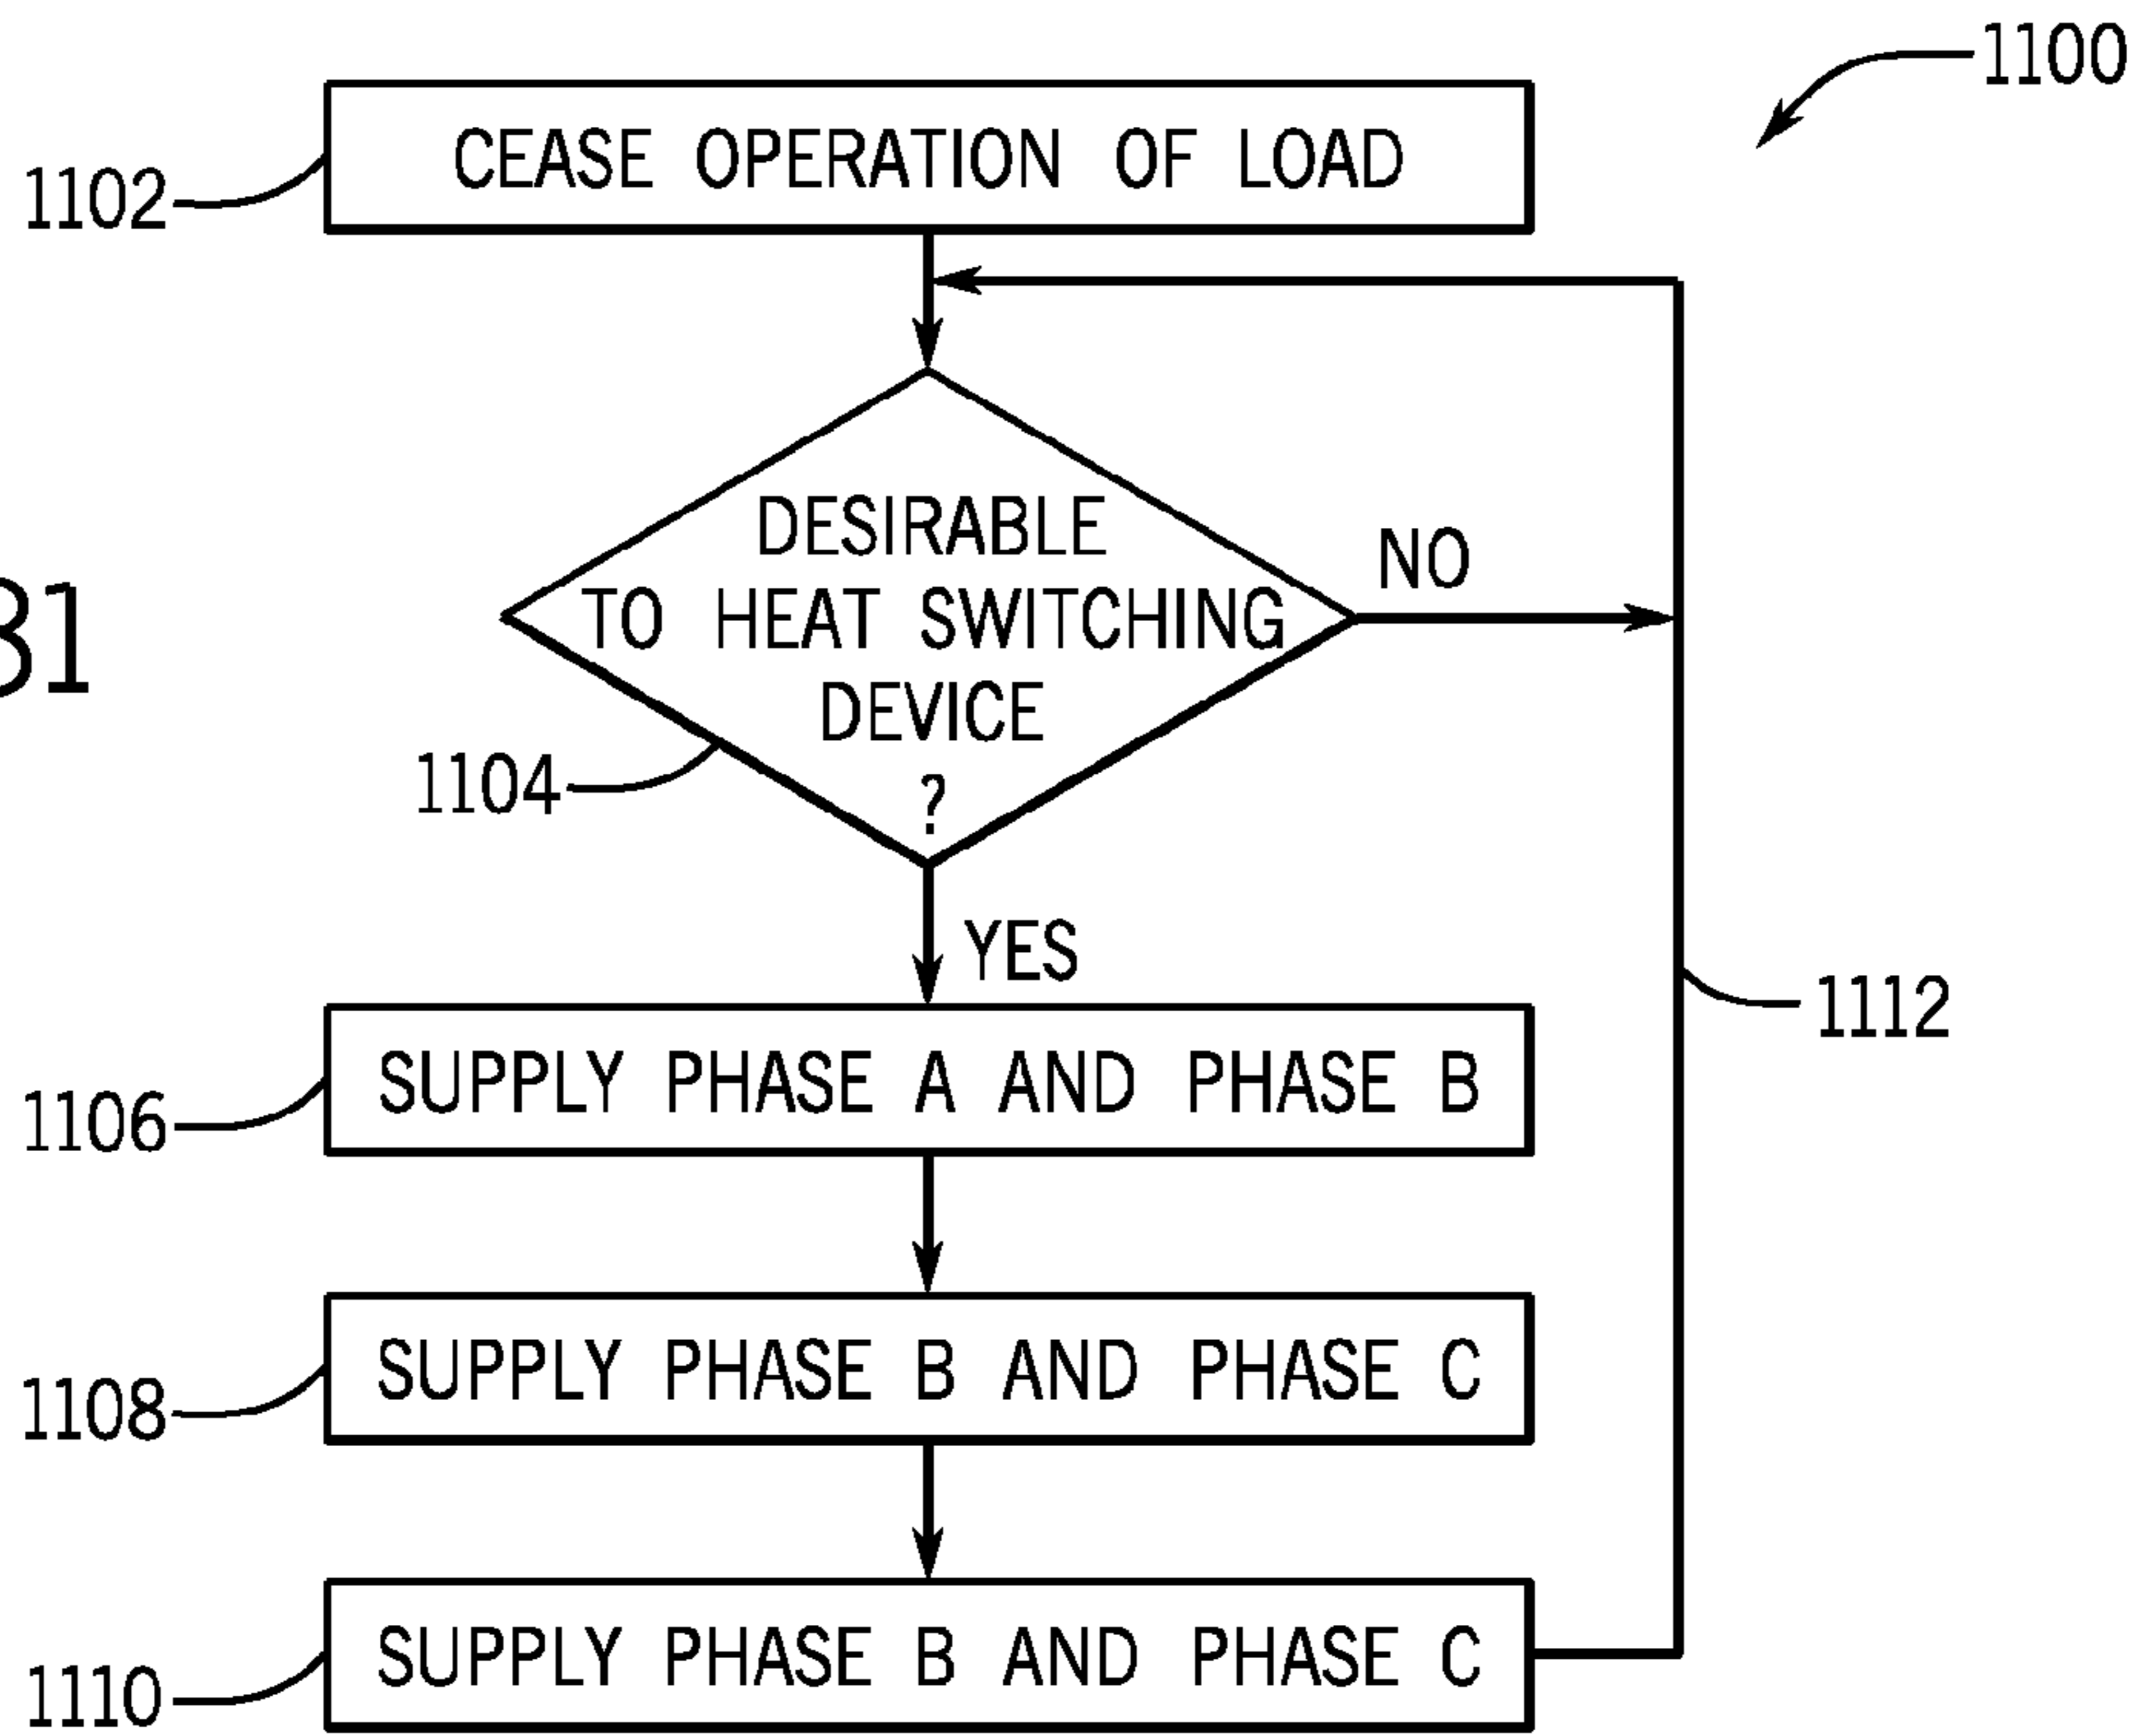 1100
CEASE OPERATION OF LOAD
1102
DESIRABLE
TO HEAT SWITCHING
DEVICE
?
NO
31
1104
YES
1112
SUPPLY PHASE A AND PHASE B
1106
SUPPLY PHASE B AND PHASE C
1108
SUPPLY PHASE B AND PHASE C
1110